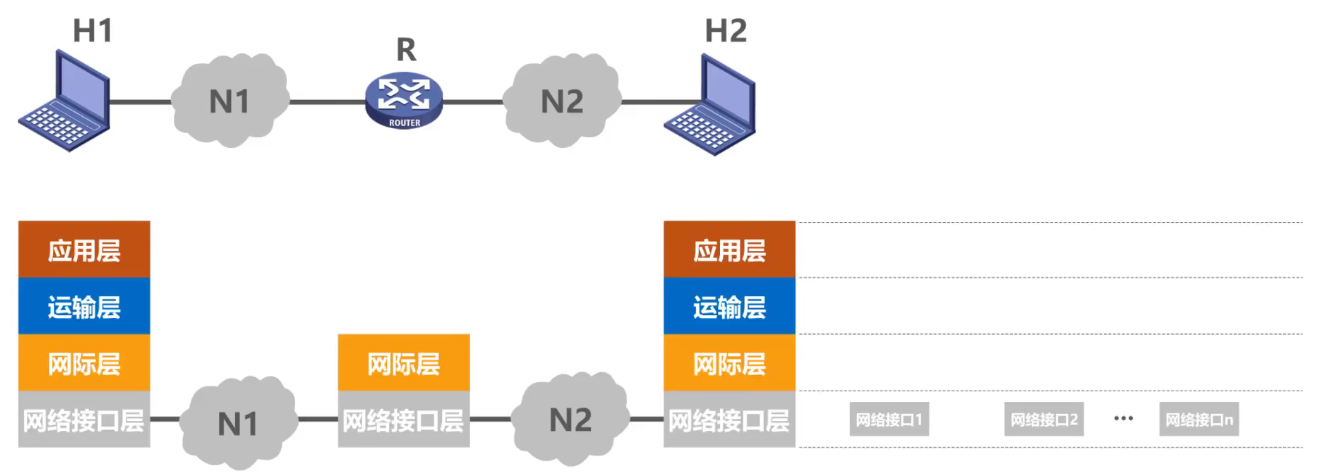 H1
R
H2
N1
N2
ROUTER
应用层
应用层
运输层
运输层
网际层
网际层
网际层
网络接口层
N1
网络接口层
N2
网络接口层
网络接口1
网络接口2
···
网络接口n